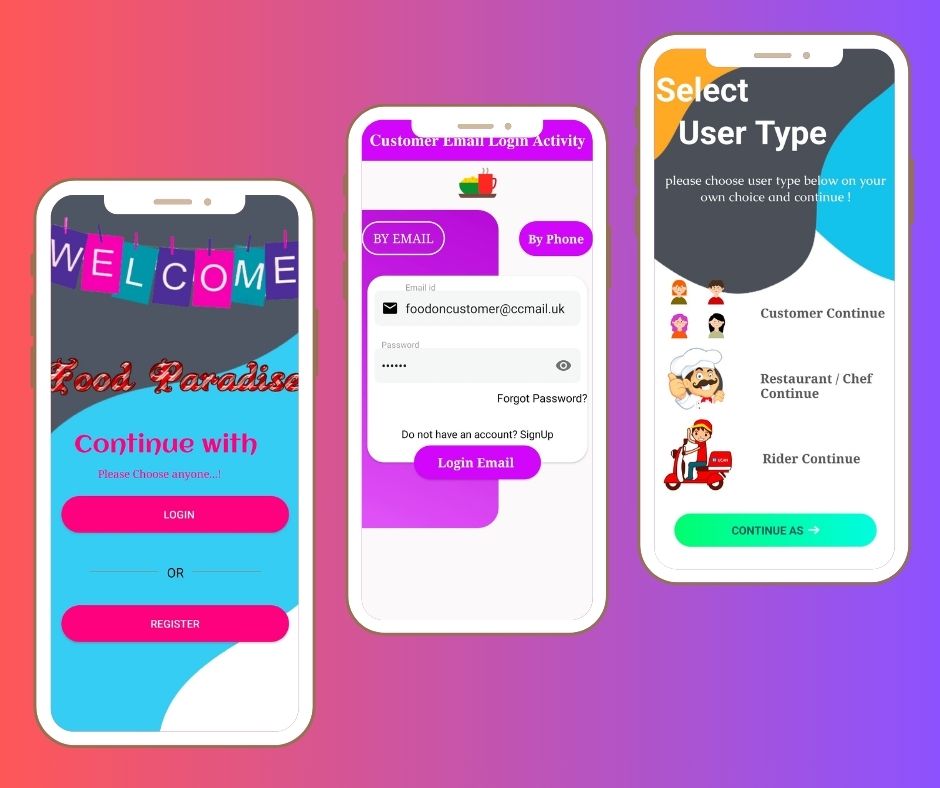 WELCOME
Food Paradise
Continue with
Please Choose anyone...!
LOGIN
OR
REGISTER
Customer Email Login Activity
BY EMAIL
By Phone
Email id
foodoncustomer@ccmail.uk
Password
••••••
Forgot Password?
Do not have an account? SignUp
Login Email
Select
User Type
please choose user type below on your
own choice and continue !
Customer Continue
Restaurant / Chef
Continue
Rider Continue
CONTINUE AS →